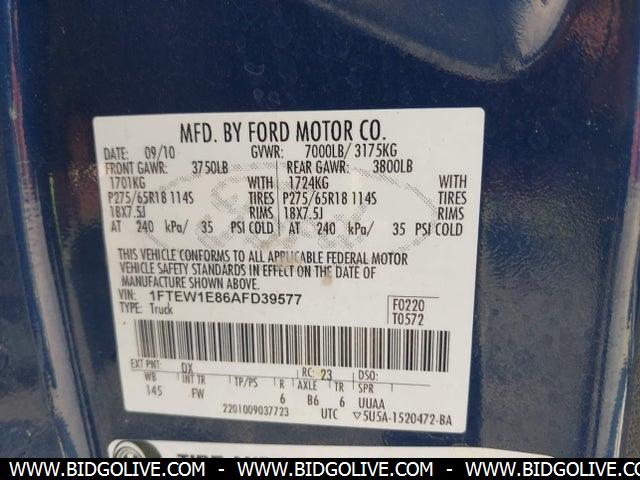 MFD. BY FORD MOTOR CO.
DATE: 09/10 GVWR: 7000LB/ 3175KG
FRONT GAWR: 3750LB REAR GAWR: 3800LB
1701KG WITH 1724KG WITH
P275/65R18 114S TIRES P275/65R18 114S TIRES
18X7.5J RIMS 18X7.5J RIMS
AT 240 kPa/ 35 PSI COLD AT 240 kPa/ 35 PSI COLD
THIS VEHICLE CONFORMS TO ALL APPLICABLE FEDERAL MOTOR
VEHICLE SAFETY STANDARDS IN EFFECT ON THE DATE OF
MANUFACTURE SHOWN ABOVE.
VIN: 1FTEW1E86AFD39577 F0220
TYPE: Truck T0572
EXT PNT: DX RC: 23 DSO:
WB INT TR TP/PS R AXLE TR SPR
145 FW 6 B6 6 UUAA
2201009037723 UTC ▽5U5A-1520472-BA
WWW.BIDGOLIVE.COM - WWW.BIDGOLIVE.COM - WWW.BIDGOLIVE.COM